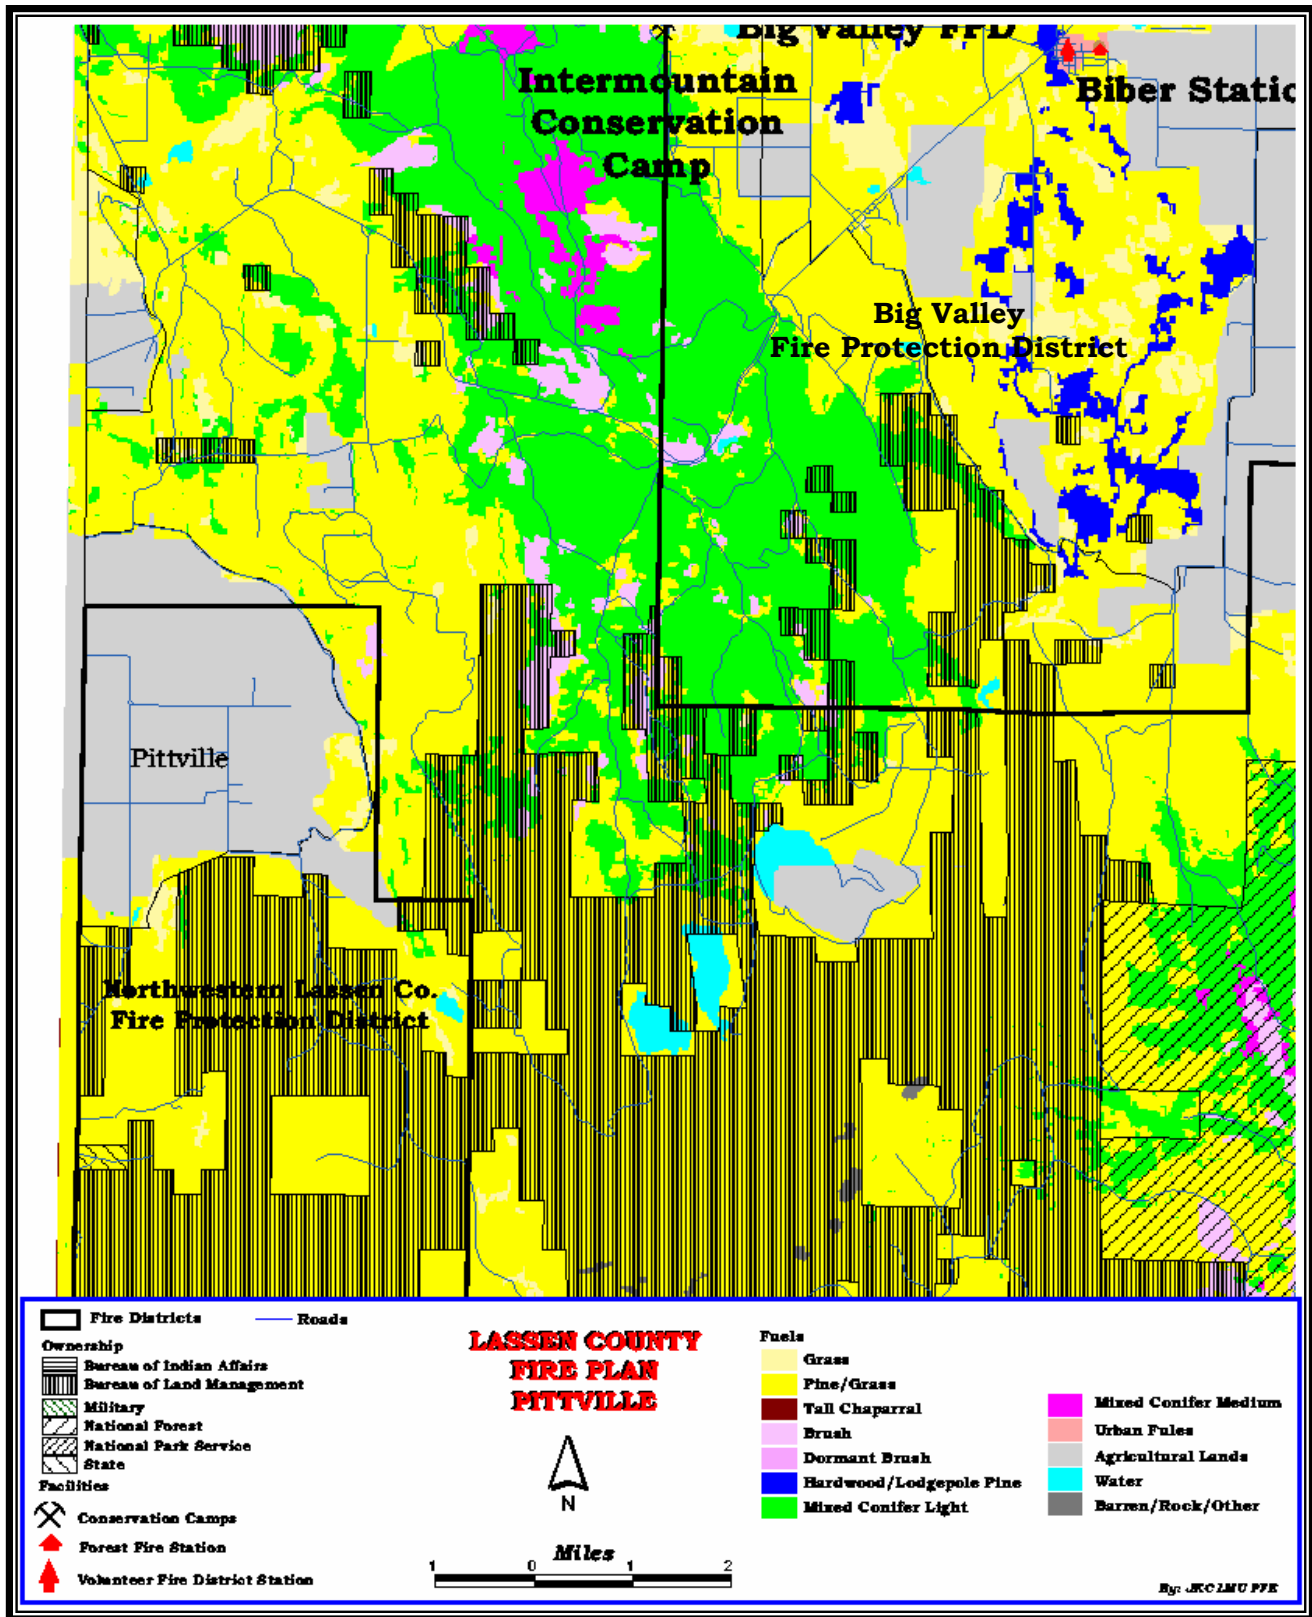 Big Valley FPD
Intermountain
Conservation
Camp
Biber Static
Big Valley
Fire Protection District
Pittville
Northwestern Lassen Co.
Fire Protection District
Fire Districts
Roads
Ownership
Bureau of Indian Affairs
Bureau of Land Management
Military
National Forest
National Park Service
State
Facilities
Conservation Camps
Forest Fire Station
Volunteer Fire District Station
LASSEN COUNTY
FIRE PLAN
PITTVILLE
N
Miles
1 0 1 2
Fuels
Grass
Pine/Grass
Tall Chaparral
Brush
Dormant Brush
Hardwood/Lodgepole Pine
Mixed Conifer Light
Mixed Conifer Medium
Urban Fules
Agricultural Lands
Water
Barren/Rock/Other